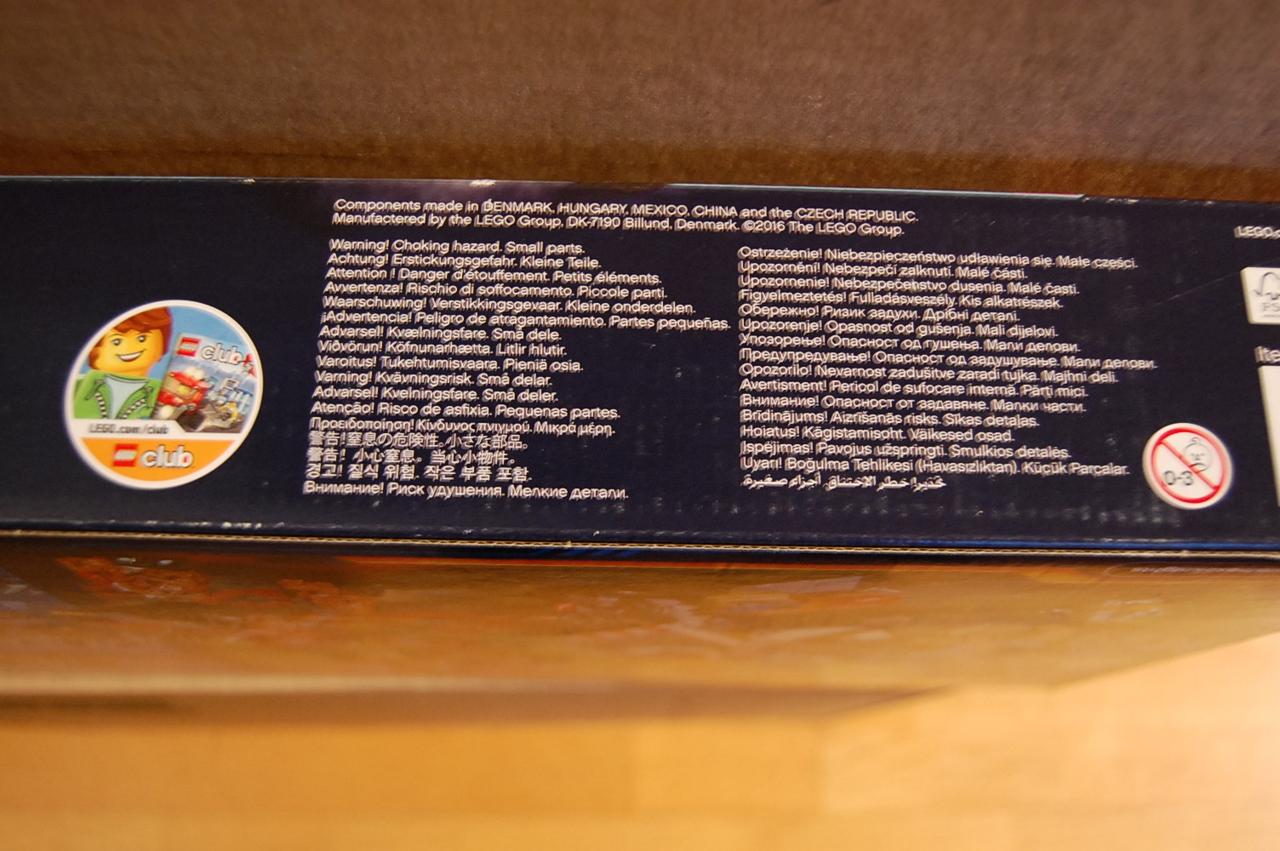 Components made in DENMARK, HUNGARY, MEXICO, CHINA and the CZECH REPUBLIC.
Manufactered by the LEGO Group, DK-7190 Billund, Denmark. ©2016 The LEGO Group.
Warning! Choking hazard. Small parts.
Achtung! Erstickungsgefahr. Kleine Teile.
Attention ! Danger d'étouffement. Petits éléments.
Avvertenza! Rischio di soffocamento. Piccole parti.
Waarschuwing! Verstikkingsgevaar. Kleine onderdelen.
¡Advertencia! Peligro de atragantamiento. Partes pequeñas.
Advarsel! Kvælningsfare. Små dele.
Viðvörun! Köfnunarhætta. Litlir hlutir.
Varoitus! Tukehtumisvaara. Pieniä osia.
Varning! Kvävningsrisk. Små delar.
Advarsel! Kvelningsfare. Små deler.
Atenção! Risco de asfixia. Pequenas partes.
Προειδοποίηση! Κίνδυνος πνιγμού. Μικρά μέρη.
警告!窒息の危険性。小さな部品。
警告! 小心窒息。 当心小物件。
경고! 질식 위험. 작은 부품 포함.
Внимание! Риск удушения. Мелкие детали.
Ostrzeżenie! Niebezpieczeństwo udławienia się. Małe części.
Upozornění! Nebezpečí zalknutí. Malé části.
Upozornenie! Nebezpečenstvo dusenia. Malé časti.
Figyelmeztetés! Fulladásveszély. Kis alkatrészek.
Обережно! Ризик задухи. Дрібні деталі.
Upozorenje! Opasnost od gušenja. Mali dijelovi.
Упозорење! Опасност од гушења. Мали делови.
Предупредување! Опасност од задушување. Мали делови.
Opozorilo! Nevarnost zadušitve zaradi tujka. Majhni deli.
Avertisment! Pericol de sufocare internă. Părți mici.
Внимание! Опасност от задавяне. Малки части.
Brīdinājums! Aizrīšanās risks. Sīkas detaļas.
Hoiatus! Kägistamisoht. Väikesed osad.
Įspėjimas! Pavojus užspringti. Smulkios detalės.
Uyarı! Boğulma Tehlikesi (Havasızlıktan). Küçük Parçalar.
تحذير! خطر الاختناق. أجزاء صغيرة.
LEGO club
LEGO.com/club
LEGO club
0-3
LEGO.
Ite